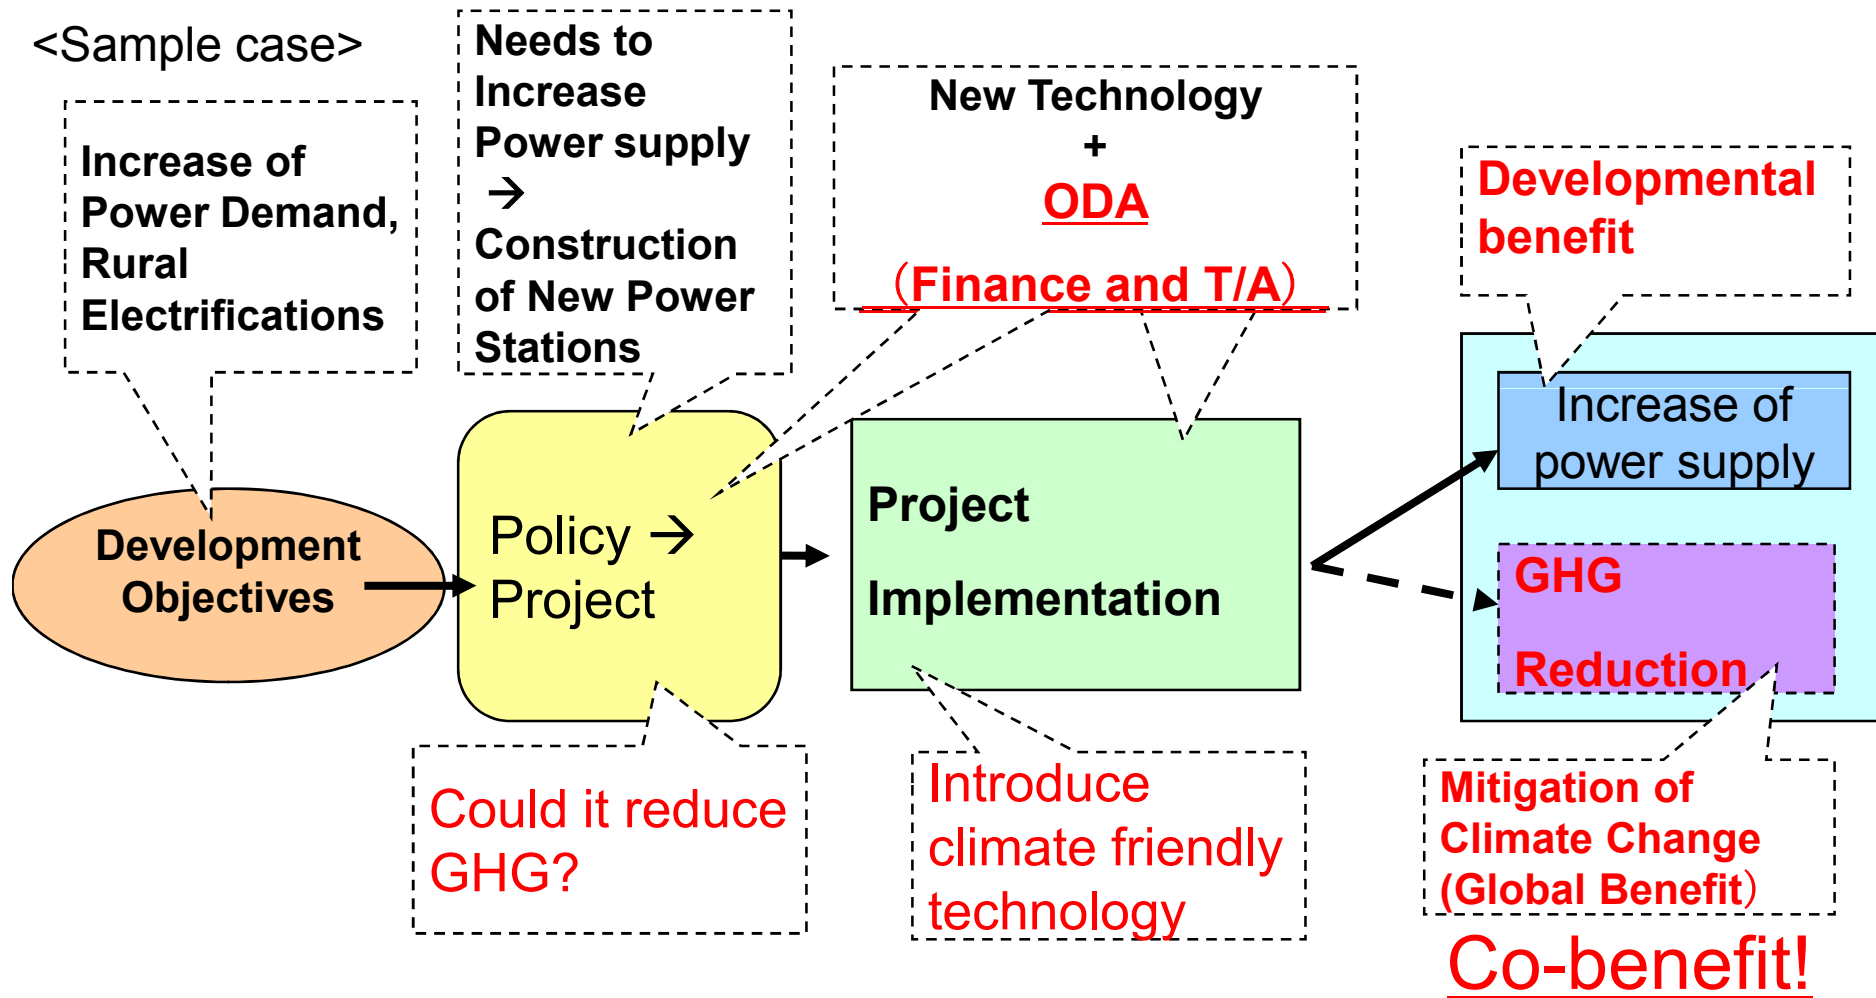 <Sample case>
Increase of
Power Demand,
Rural
Electrifications
Needs to
Increase
Power supply
→
Construction
of New Power
Stations
New Technology
+
ODA
（Finance and T/A）
Developmental
benefit
Development
Objectives
Policy →
Project
Project
Implementation
Increase of
power supply
GHG
Reduction
Could it reduce
GHG?
Introduce
climate friendly
technology
Mitigation of
Climate Change
(Global Benefit）
Co-benefit!